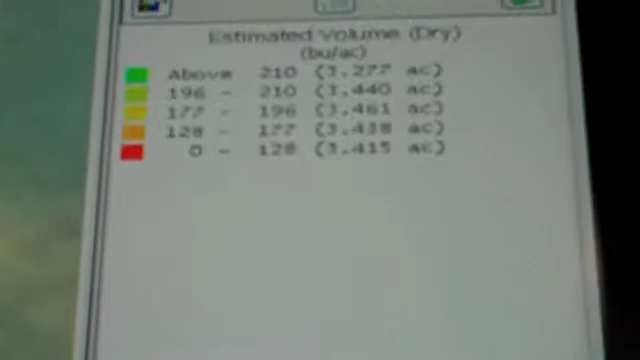 Estimated Volume (Dry)
(bu/ac)
Above 210 (3.277 ac)
196 - 210 (3.440 ac)
177 - 196 (3.461 ac)
128 - 177 (3.438 ac)
0 - 128 (3.415 ac)